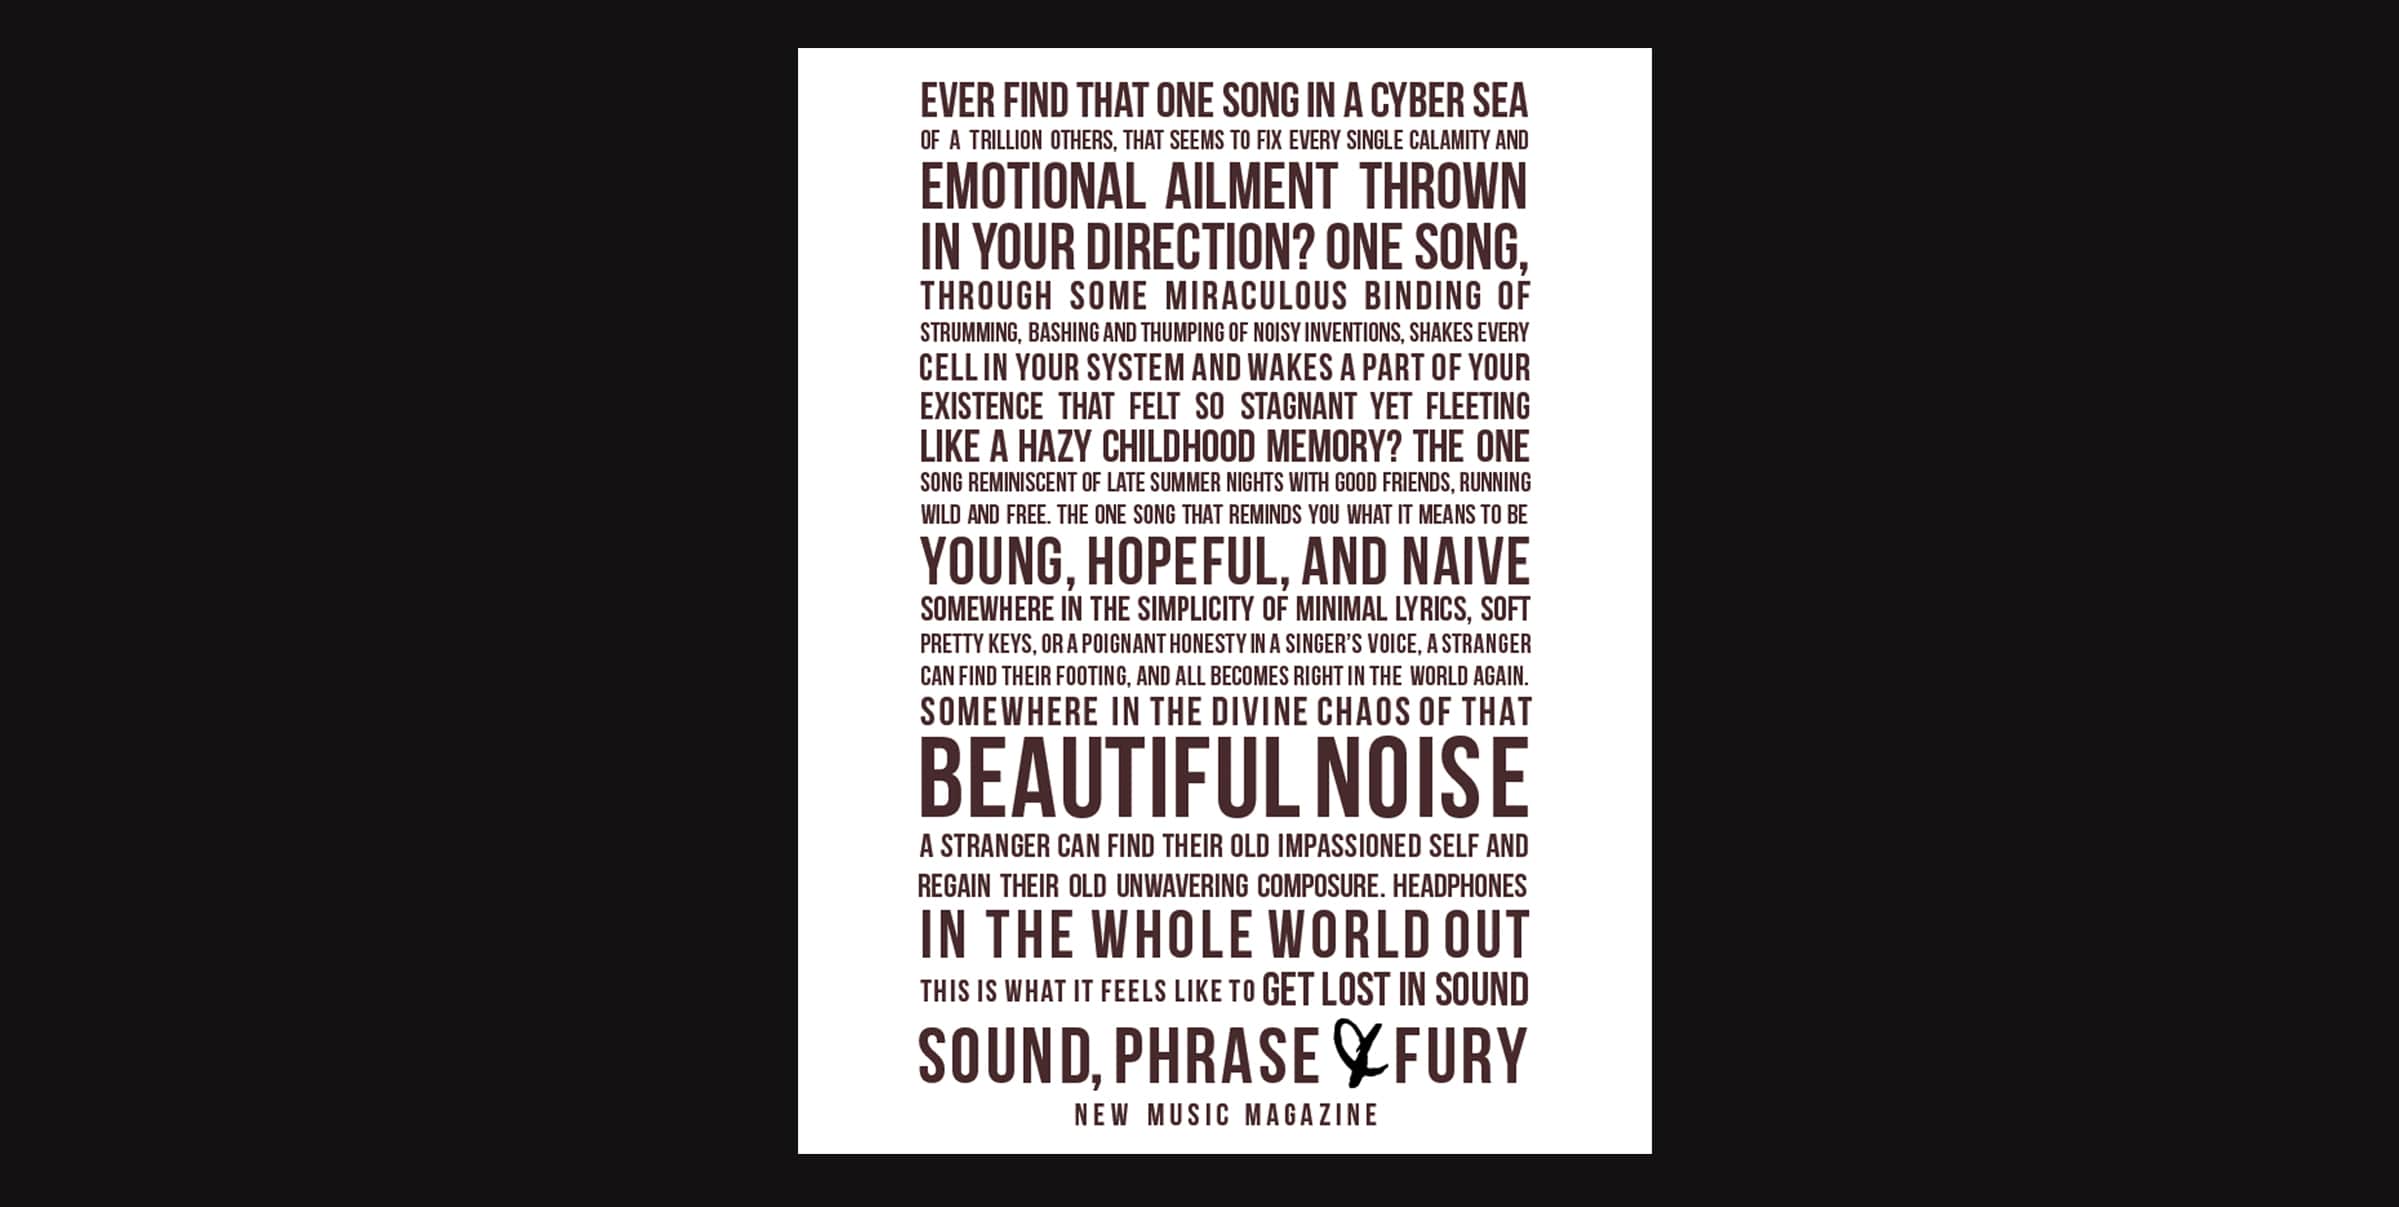 EVER FIND THAT ONE SONG IN A CYBER SEA
OF A TRILLION OTHERS, THAT SEEMS TO FIX EVERY SINGLE CALAMITY AND
EMOTIONAL AILMENT THROWN
IN YOUR DIRECTION? ONE SONG,
THROUGH SOME MIRACULOUS BINDING OF
STRUMMING, BASHING AND THUMPING OF NOISY INVENTIONS, SHAKES EVERY
CELL IN YOUR SYSTEM AND WAKES A PART OF YOUR
EXISTENCE THAT FELT SO STAGNANT YET FLEETING
LIKE A HAZY CHILDHOOD MEMORY? THE ONE
SONG REMINISCENT OF LATE SUMMER NIGHTS WITH GOOD FRIENDS, RUNNING
WILD AND FREE. THE ONE SONG THAT REMINDS YOU WHAT IT MEANS TO BE
YOUNG, HOPEFUL, AND NAIVE
SOMEWHERE IN THE SIMPLICITY OF MINIMAL LYRICS, SOFT
PRETTY KEYS, OR A POIGNANT HONESTY IN A SINGER'S VOICE, A STRANGER
CAN FIND THEIR FOOTING, AND ALL BECOMES RIGHT IN THE WORLD AGAIN.
SOMEWHERE IN THE DIVINE CHAOS OF THAT
BEAUTIFUL NOISE
A STRANGER CAN FIND THEIR OLD IMPASSIONED SELF AND
REGAIN THEIR OLD UNWAVERING COMPOSURE. HEADPHONES
IN THE WHOLE WORLD OUT
THIS IS WHAT IT FEELS LIKE TO GET LOST IN SOUND
SOUND, PHRASE & FURY
NEW MUSIC MAGAZINE